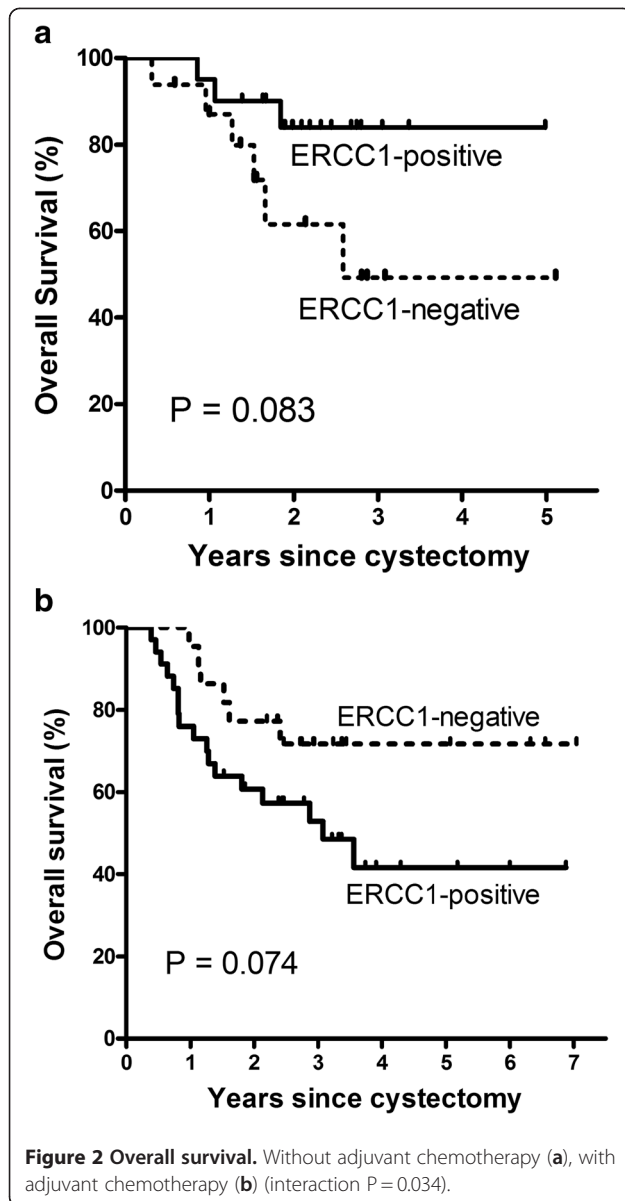 a
100
80
60
40
20
0
Overall Survival (%)
ERCC1-positive
ERCC1-negative
P = 0.083
0 1 2 3 4 5
Years since cystectomy
b
100
80
60
40
20
0
Overall survival (%)
ERCC1-negative
ERCC1-positive
P = 0.074
0 1 2 3 4 5 6 7
Years since cystectomy
Figure 2 Overall survival. Without adjuvant chemotherapy (a), with
adjuvant chemotherapy (b) (interaction P = 0.034).